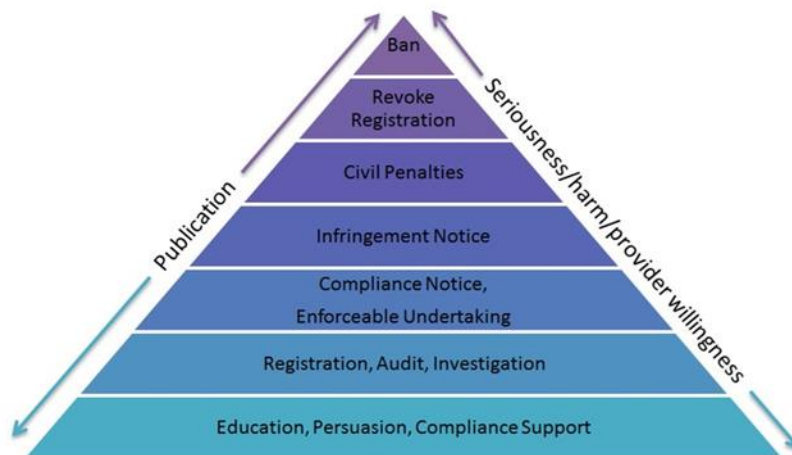 Ban
Revoke
Registration
Civil Penalties
Infringement Notice
Compliance Notice,
Enforceable Undertaking
Registration, Audit, Investigation
Education, Persuasion, Compliance Support
Publication
Seriousness/harm/provider willingness